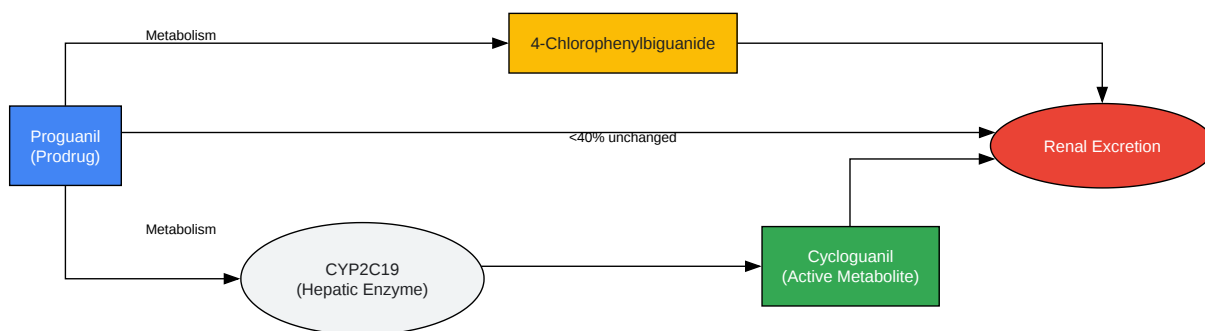 Metabolism
4-Chlorophenylbiguanide
Proguanil
(Prodrug)
<40% unchanged
Renal Excretion
Metabolism
CYP2C19
(Hepatic Enzyme)
Cycloguanil
(Active Metabolite)